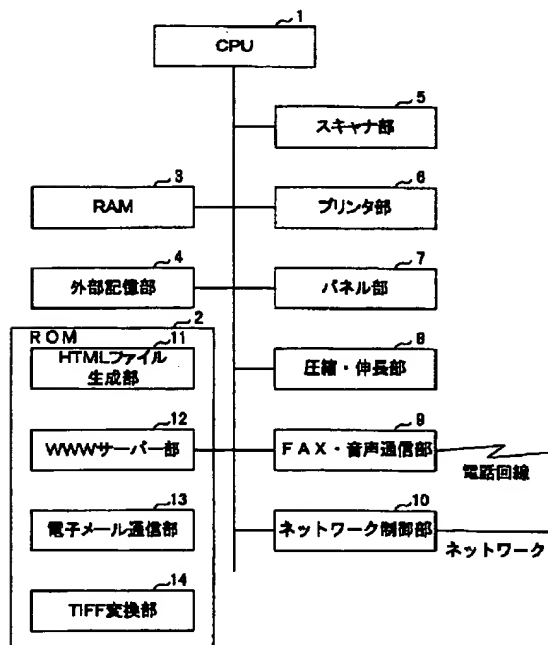 1
CPU
5
スキャナ部
3
RAM
6
プリンタ部
4
外部記憶部
7
パネル部
2
ROM
11
HTMLファイル
生成部
8
圧縮・伸長部
12
WWWサーバー部
9
FAX・音声通信部
電話回線
13
電子メール通信部
10
ネットワーク制御部
ネットワーク
14
TIFF変換部